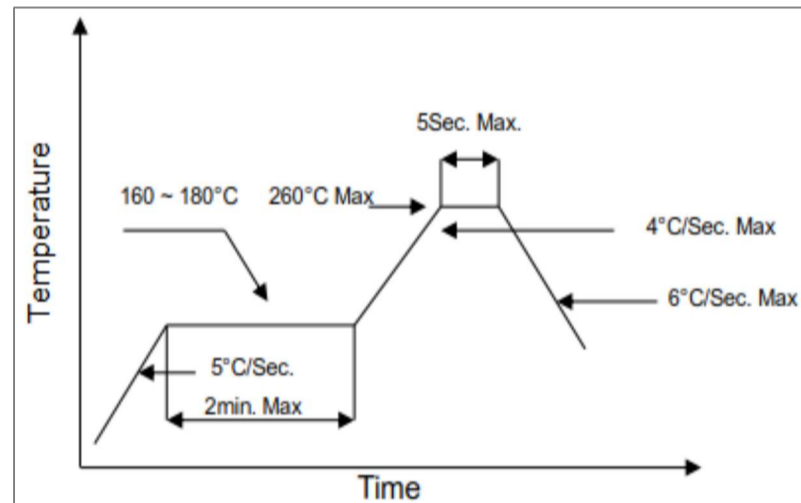 5Sec. Max.
160 ~ 180°C
260°C Max
4°C/Sec. Max
6°C/Sec. Max
5°C/Sec.
2min. Max
Temperature
Time